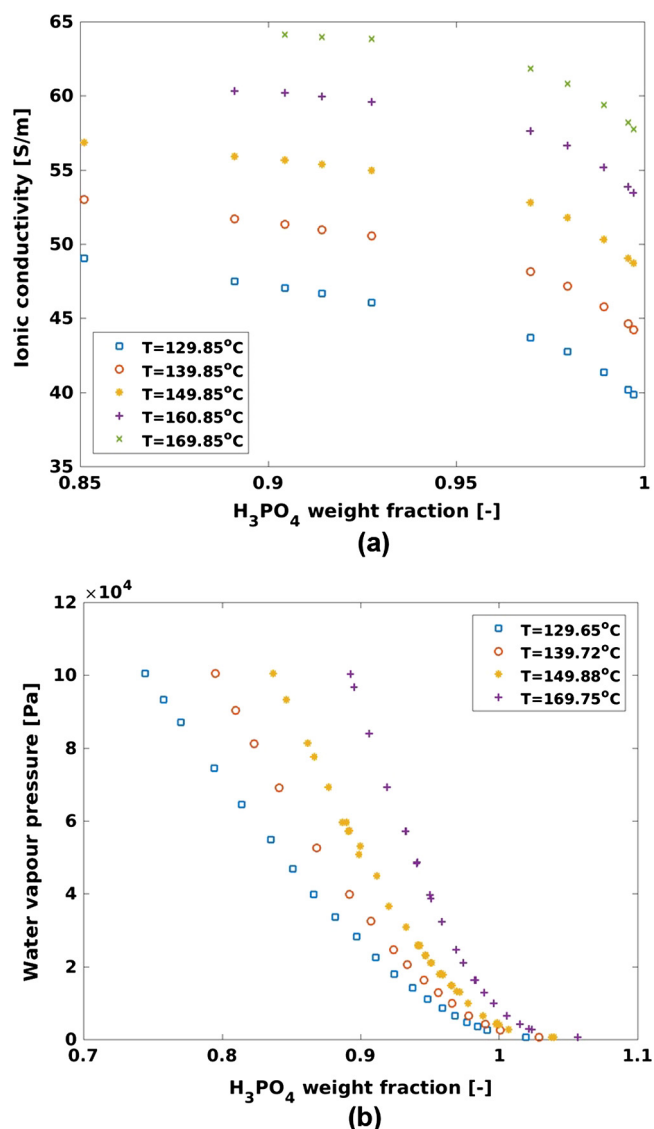 65
60
55
50
45
40
35
Ionic conductivity [S/m]
T=129.85°C
T=139.85°C
T=149.85°C
T=160.85°C
T=169.85°C
0.85 0.9 0.95 1
H₃PO₄ weight fraction [-]
(a)
×10⁴
12
10
8
6
4
2
0
Water vapour pressure [Pa]
T=129.65°C
T=139.72°C
T=149.88°C
T=169.75°C
0.7 0.8 0.9 1 1.1
H₃PO₄ weight fraction [-]
(b)